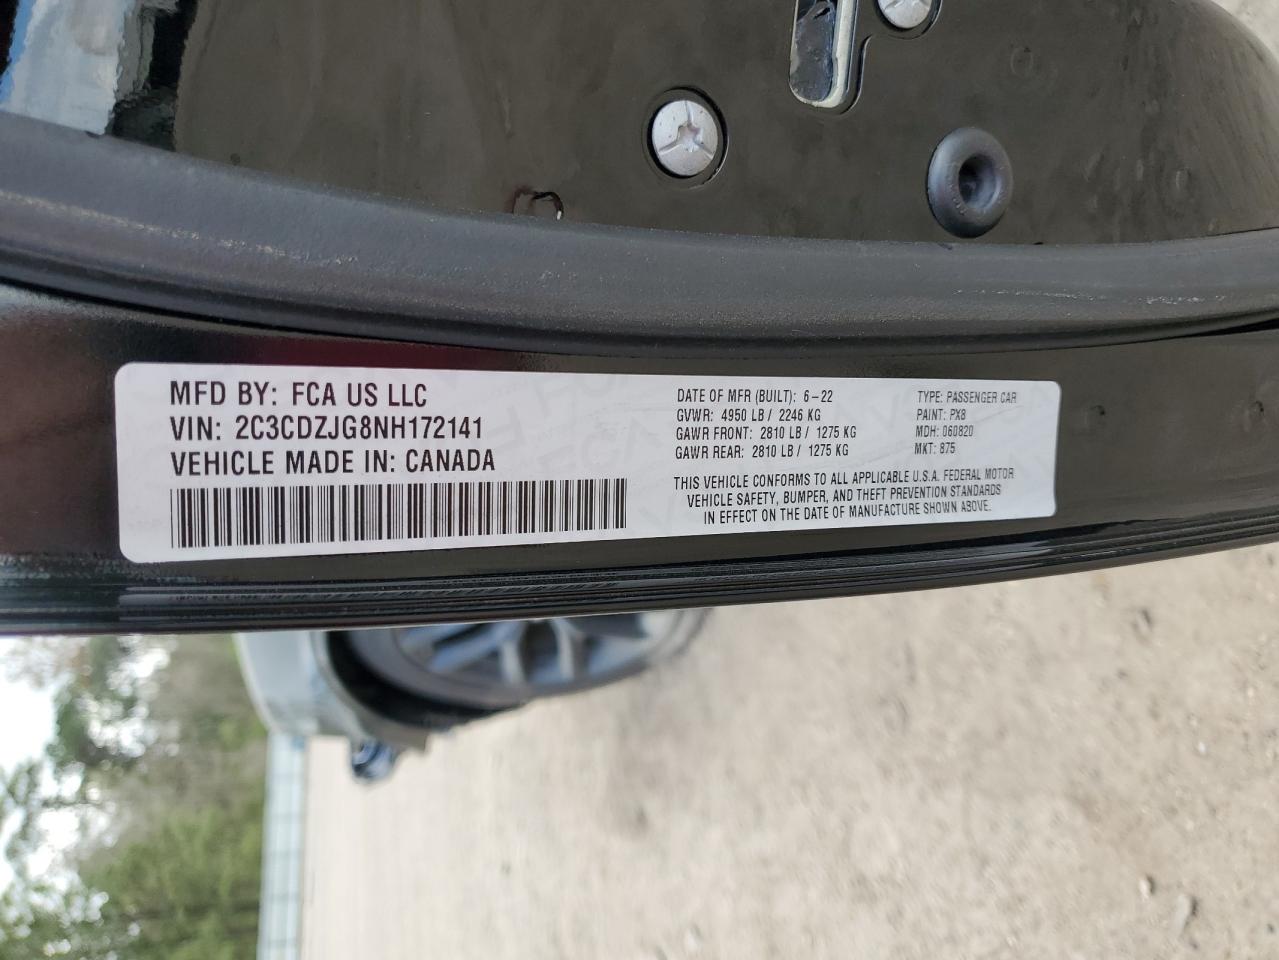 MFD BY: FCA US LLC
VIN: 2C3CDZJG8NH172141
VEHICLE MADE IN: CANADA
DATE OF MFR (BUILT): 6-22
GVWR: 4950 LB / 2246 KG
GAWR FRONT: 2810 LB / 1275 KG
GAWR REAR: 2810 LB / 1275 KG
TYPE: PASSENGER CAR
PAINT: PX8
MDH: 060820
MKT: 875
THIS VEHICLE CONFORMS TO ALL APPLICABLE U.S.A. FEDERAL MOTOR
VEHICLE SAFETY, BUMPER, AND THEFT PREVENTION STANDARDS
IN EFFECT ON THE DATE OF MANUFACTURE SHOWN ABOVE.